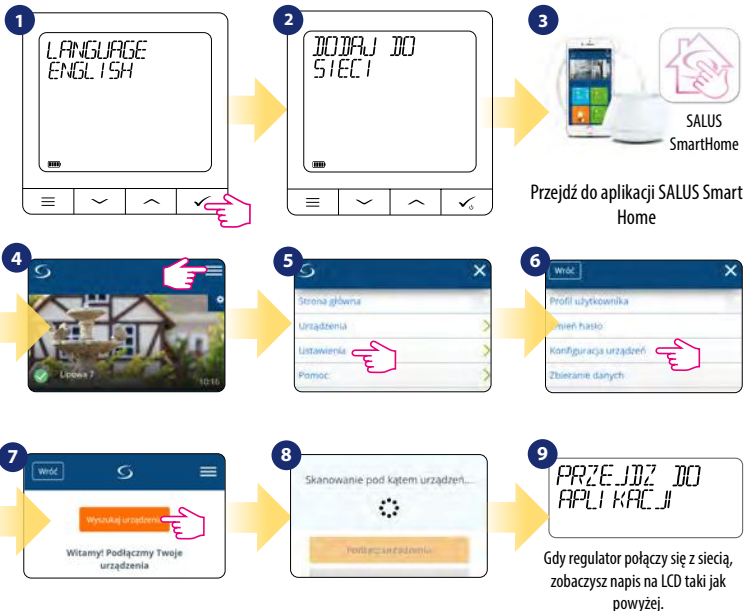 1
LANGUAGE
ENGLISH
2
DODAJ DO
SIECI
3
SALUS
SmartHome
Przejdź do aplikacji SALUS Smart
Home
4
Lipowa 7
10:16
5
Strona główna
Urządzenia
Ustawienia
Pomoc
6
Wróć
Profil użytkownika
Zmień hasło
Konfiguracja urządzeń
Zbieranie danych
7
Wróć
Wyszukaj urządzenia
Witamy! Podłączmy Twoje
urządzenia
8
Skanowanie pod kątem urządzeń...
Podłącz urządzenia
9
PRZEJDZ DO
APLIKACJI
Gdy regulator połączy się z siecią,
zobaczysz napis na LCD taki jak
powyżej.